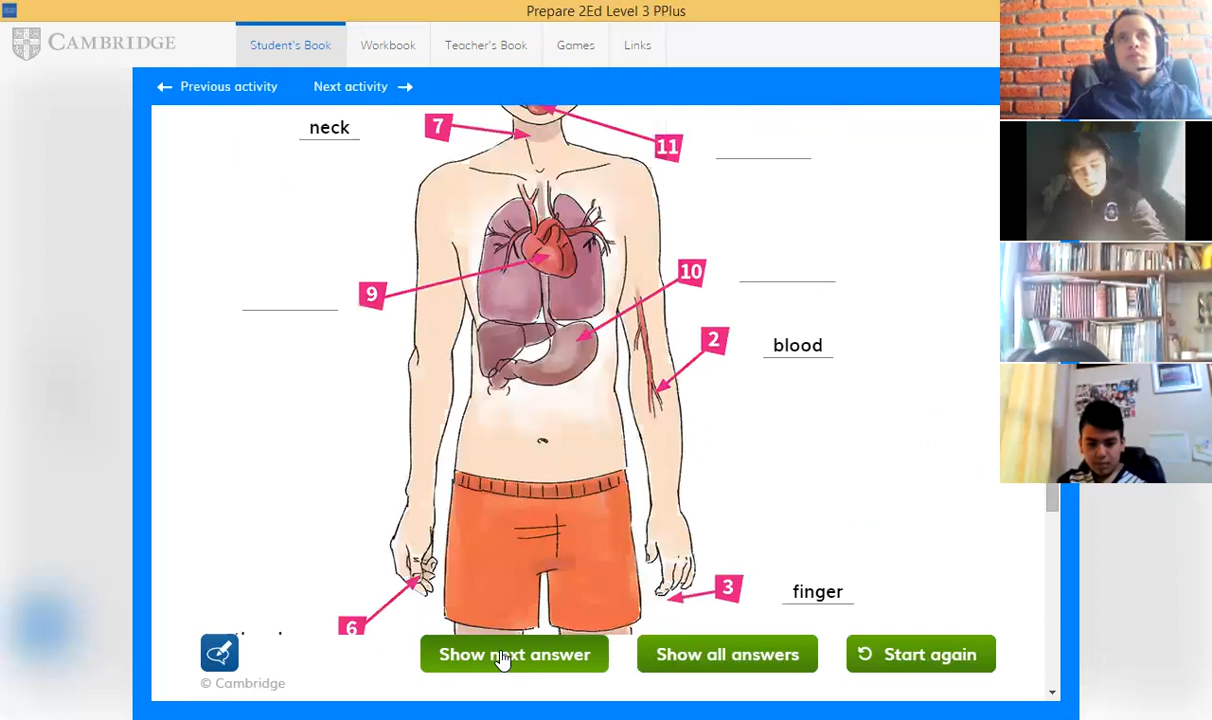 Prepare 2Ed Level 3 PPlus
CAMBRIDGE
Student's Book
Workbook
Teacher's Book
Games
Links
Previous activity
Next activity
neck
7
11
10
9
2
blood
3
finger
6
Show next answer
Show all answers
Start again
© Cambridge